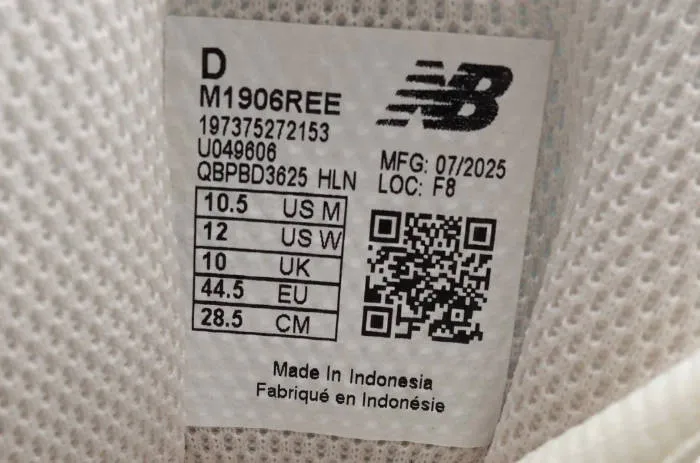 D
M1906REE
197375272153
U049606
QBPBD3625 HLN
10.5 US M
12 US W
10 UK
44.5 EU
28.5 CM
NB
MFG: 07/2025
LOC: F8
Made In Indonesia
Fabriqué en Indonésie